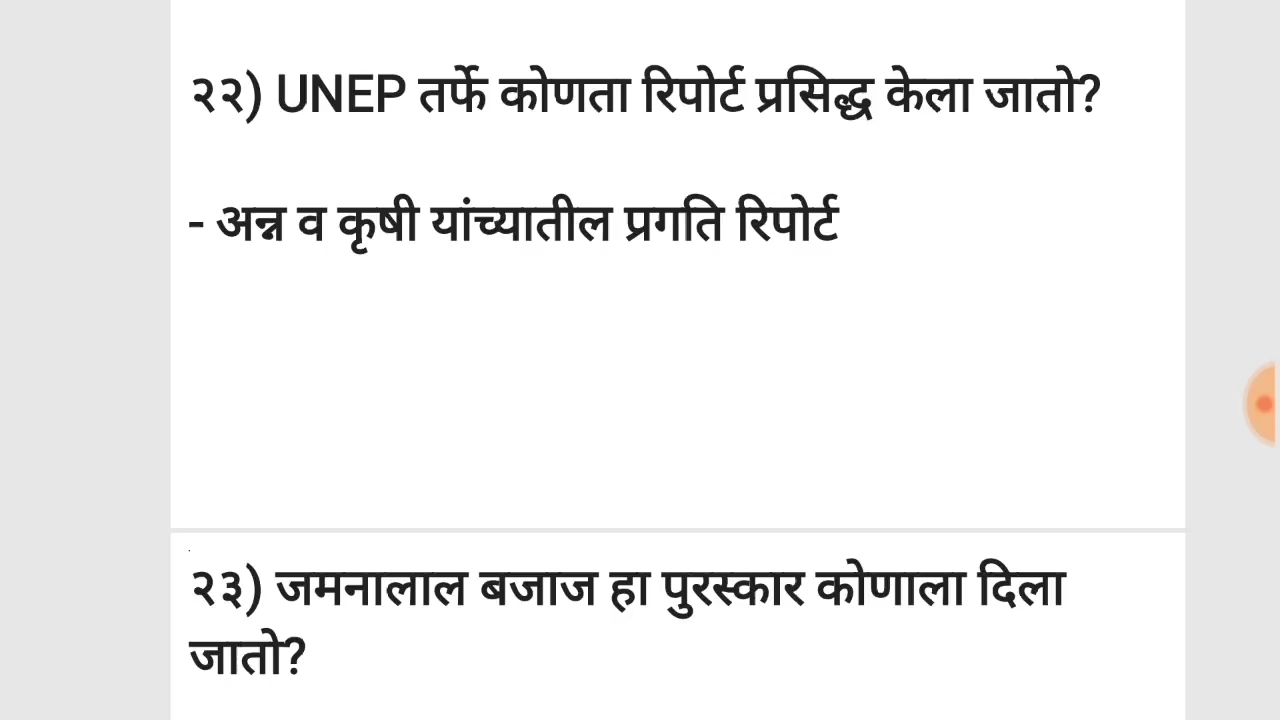 २२) UNEP तर्फे कोणता रिपोर्ट प्रसिद्ध केला जातो?
- अन्न व कृषी यांच्यातील प्रगति रिपोर्ट
२३) जमनालाल बजाज हा पुरस्कार कोणाला दिला
जातो?